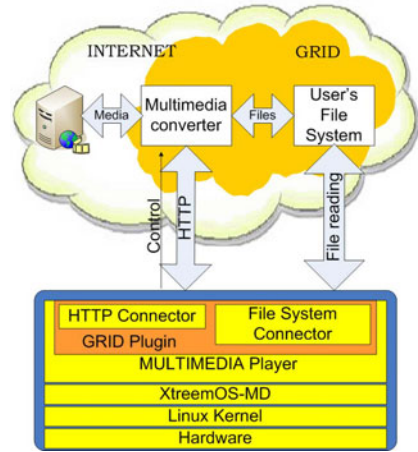 INTERNET
GRID
Media
Multimedia
converter
Files
User's
File
System
Control
HTTP
File reading
HTTP Connector
File System
Connector
GRID Plugin
MULTIMEDIA Player
XtreemOS-MD
Linux Kernel
Hardware